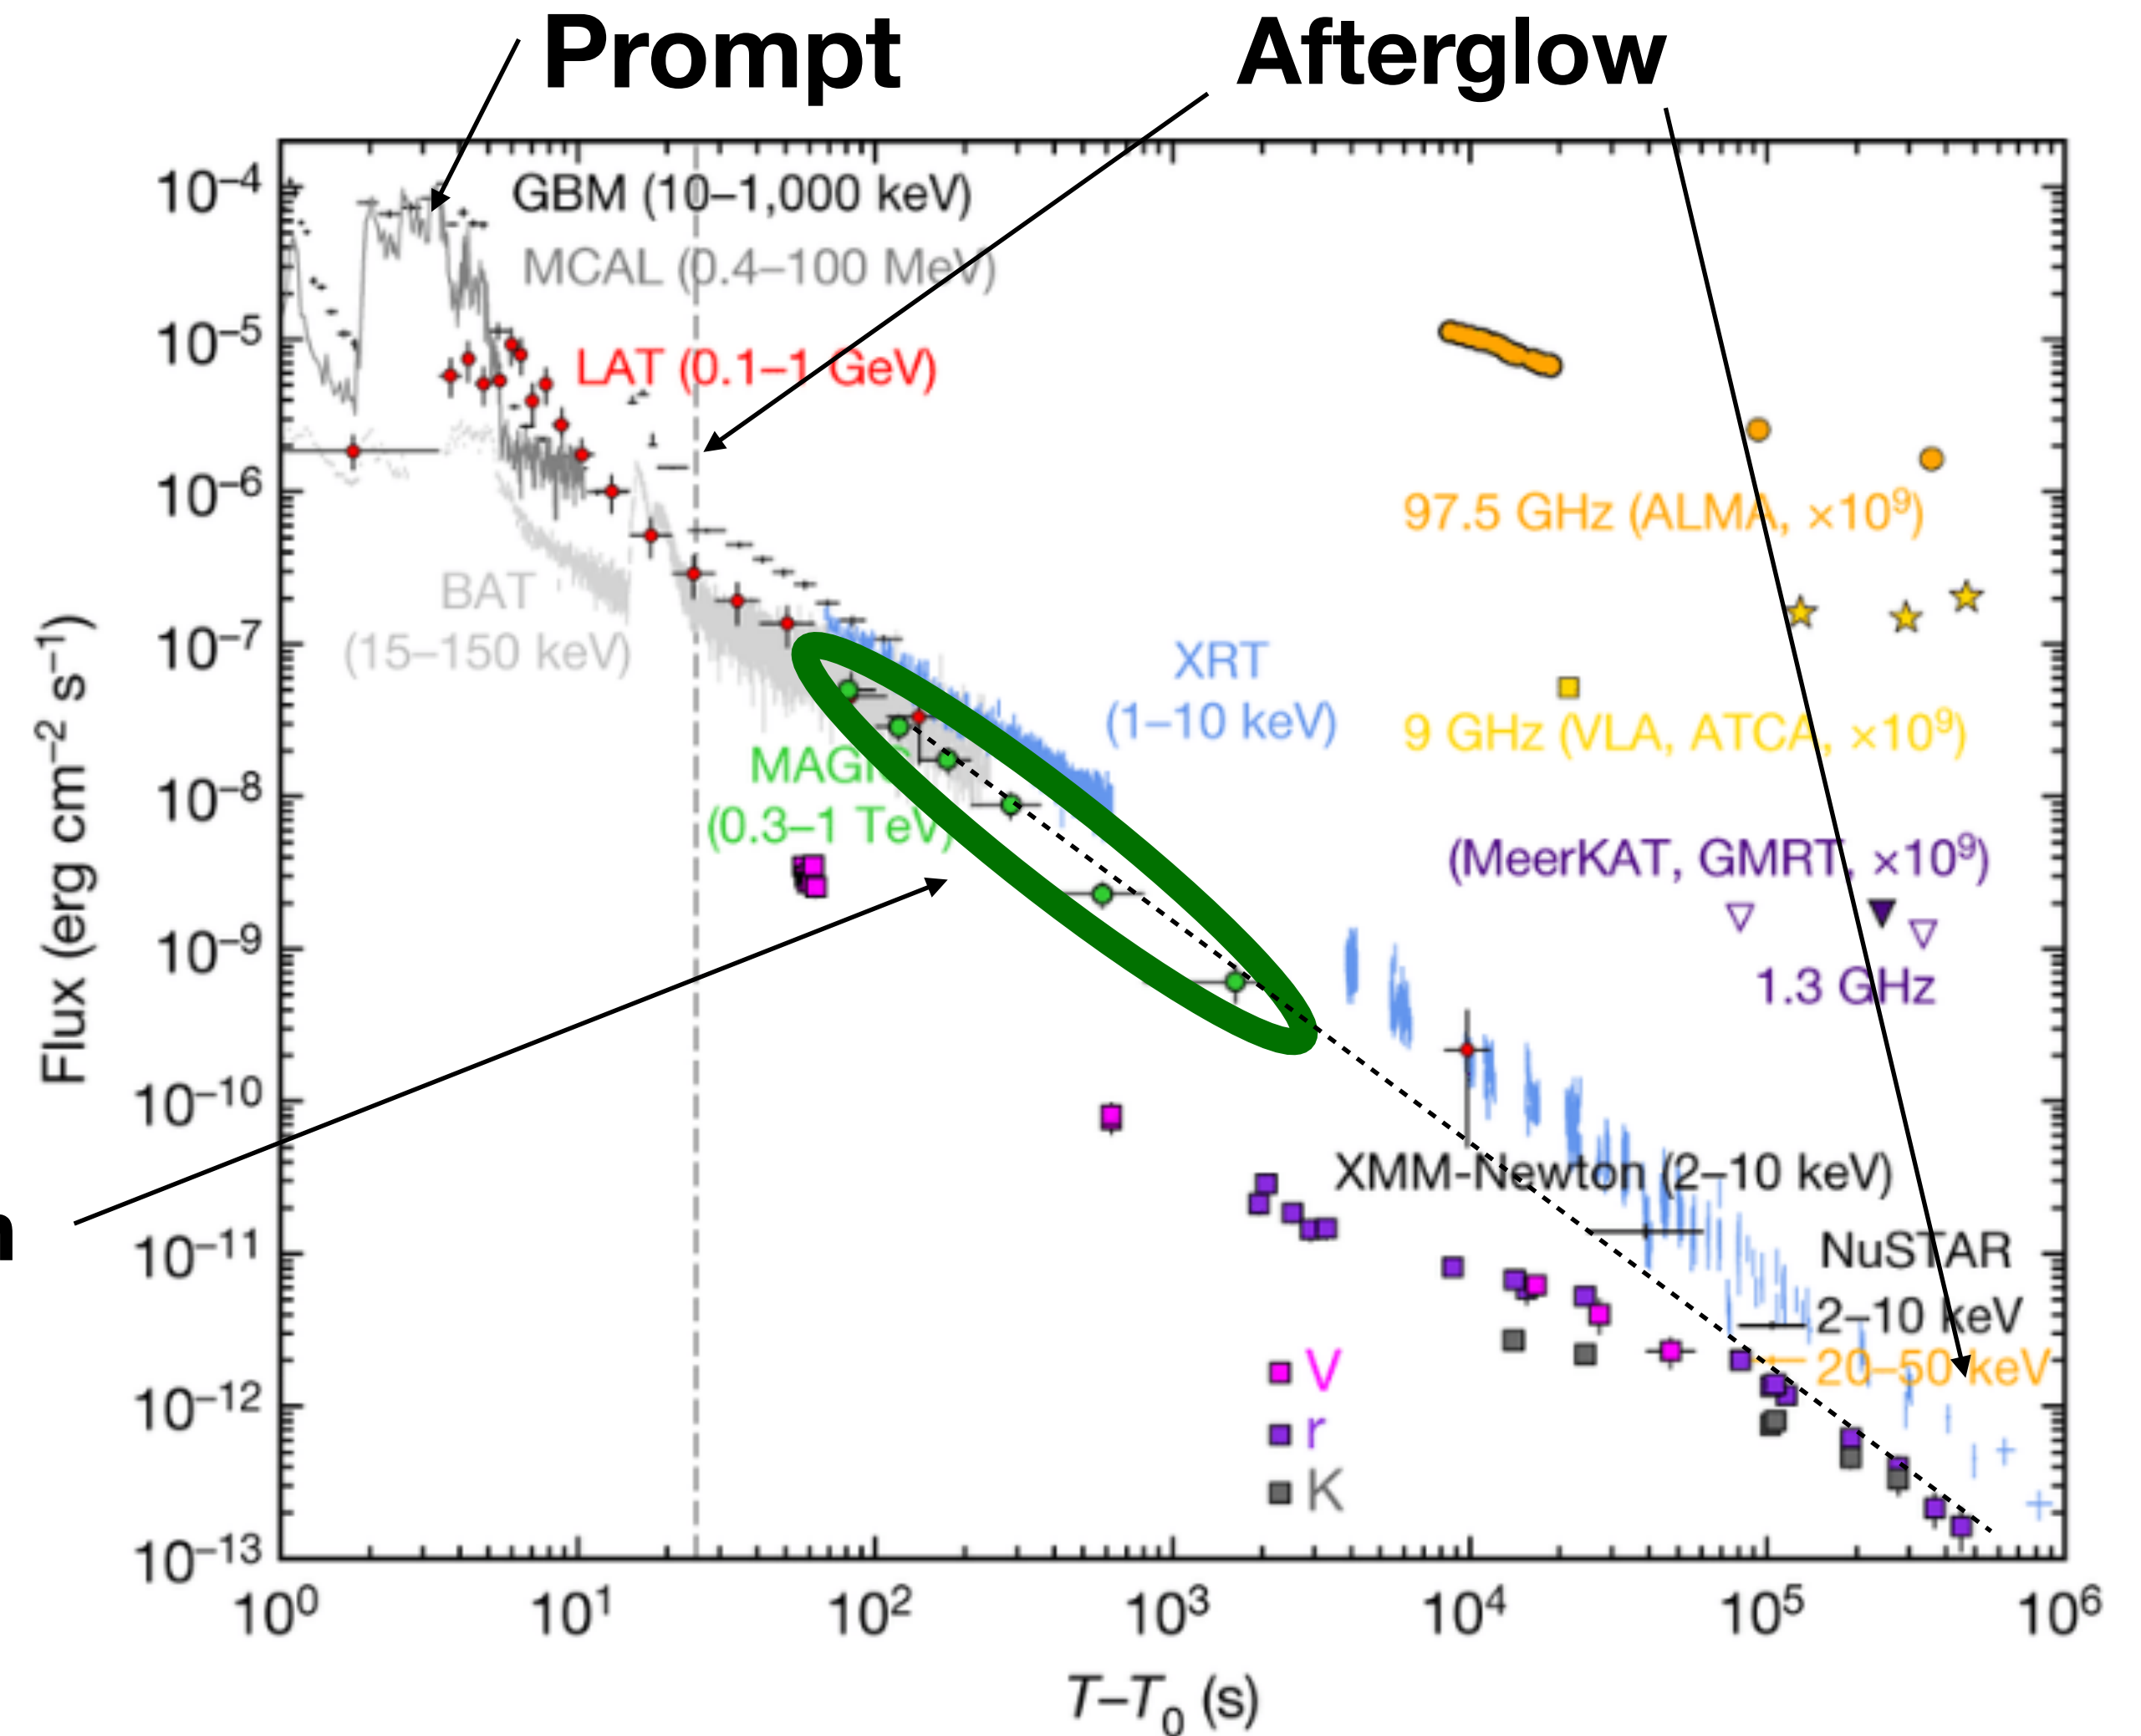 Prompt
Afterglow
10⁻⁴
10⁻⁵
10⁻⁶
10⁻⁷
10⁻⁸
10⁻⁹
10⁻¹⁰
10⁻¹¹
10⁻¹²
10⁻¹³
Flux (erg cm⁻² s⁻¹)
GBM (10–1,000 keV)
MCAL (0.4–100 MeV)
LAT (0.1–1 GeV)
BAT
(15–150 keV)
MAGIC
(0.3–1 TeV)
XRT
(1–10 keV)
97.5 GHz (ALMA, ×10⁹)
9 GHz (VLA, ATCA, ×10⁹)
(MeerKAT, GMRT, ×10⁹)
1.3 GHz
XMM-Newton (2–10 keV)
NuSTAR
2–10 keV
20–50 keV
V
r
K
n
10⁰ 10¹ 10² 10³ 10⁴ 10⁵ 10⁶
T–T₀ (s)